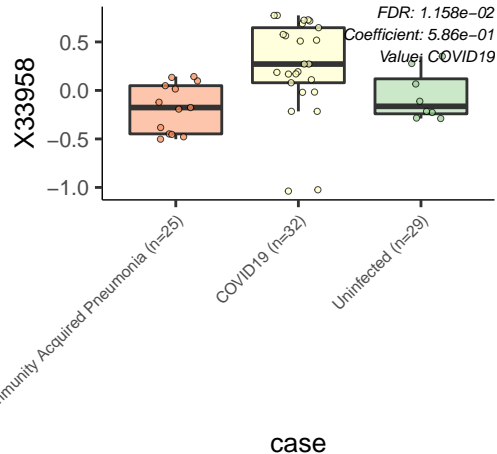 FDR: 1.158e-02
Coefficient: 5.86e-01
Value: COVID19
X33958
0.5
0.0
−0.5
−1.0
Acquired Pneumonia (n=25)
COVID19 (n=32)
Uninfected (n=29)
case